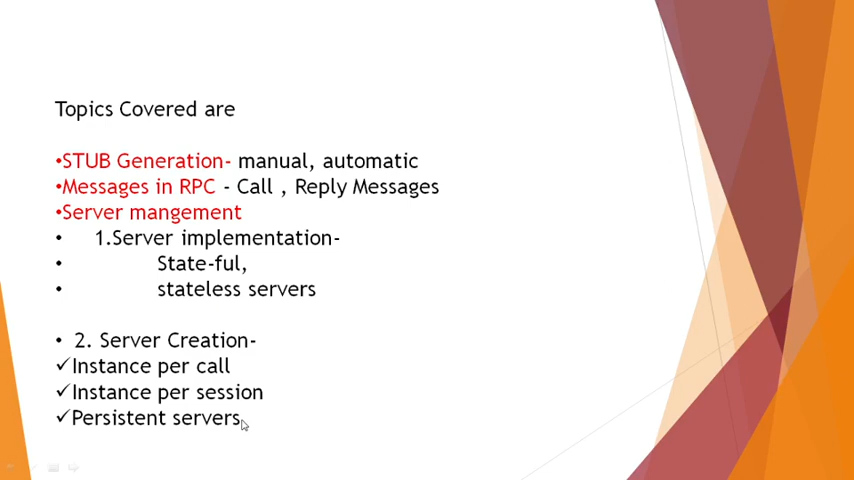 Topics Covered are
•STUB Generation- manual, automatic
•Messages in RPC - Call , Reply Messages
•Server mangement
• 1.Server implementation-
• State-ful,
• stateless servers
• 2. Server Creation-
✓Instance per call
✓Instance per session
✓Persistent servers